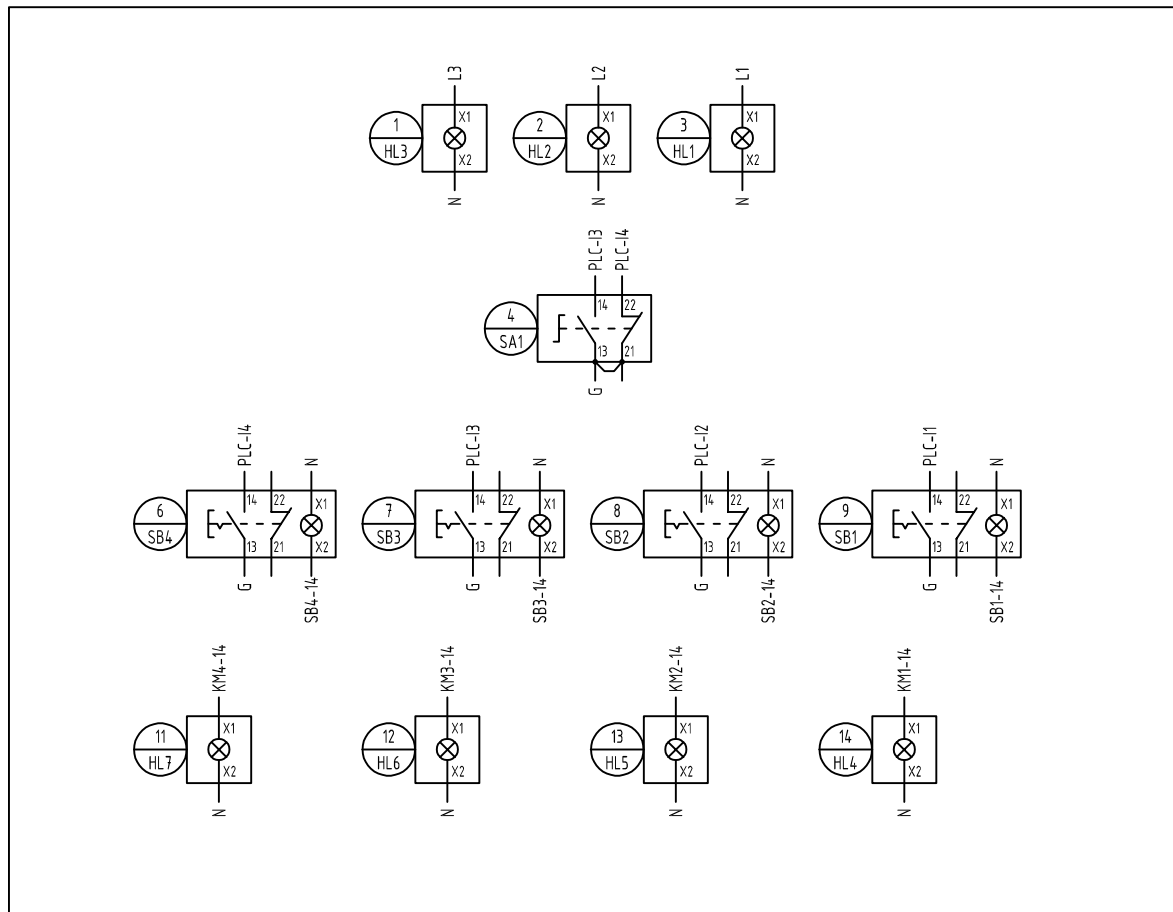 L3 L2 L1
1 X1 2 X1 3 X1
HL3 X2 HL2 X2 HL1 X2
N N N
PLC-I3 PLC-I4
4 14 22
SA1 13 21
G
PLC-I4 N PLC-I3 N PLC-I2 N PLC-I1 N
6 14 22 X1 7 14 22 X1 8 14 22 X1 9 14 22 X1
SB4 13 21 X2 SB3 13 21 X2 SB2 13 21 X2 SB1 13 21 X2
G SB4-14 G SB3-14 G SB2-14 G SB1-14
KM4-14 KM3-14 KM2-14 KM1-14
11 X1 12 X1 13 X1 14 X1
HL7 X2 HL6 X2 HL5 X2 HL4 X2
N N N N